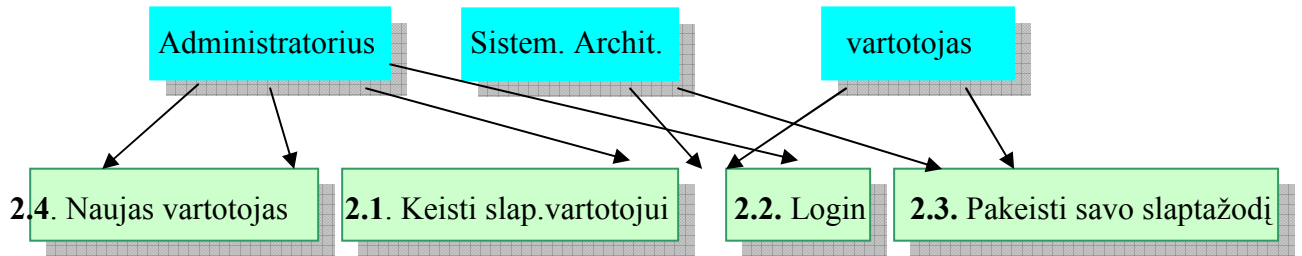 Administratorius
Sistem. Archit.
vartotojas
2.4. Naujas vartotojas
2.1. Keisti slap.vartotojui
2.2. Login
2.3. Pakeisti savo slaptažodį